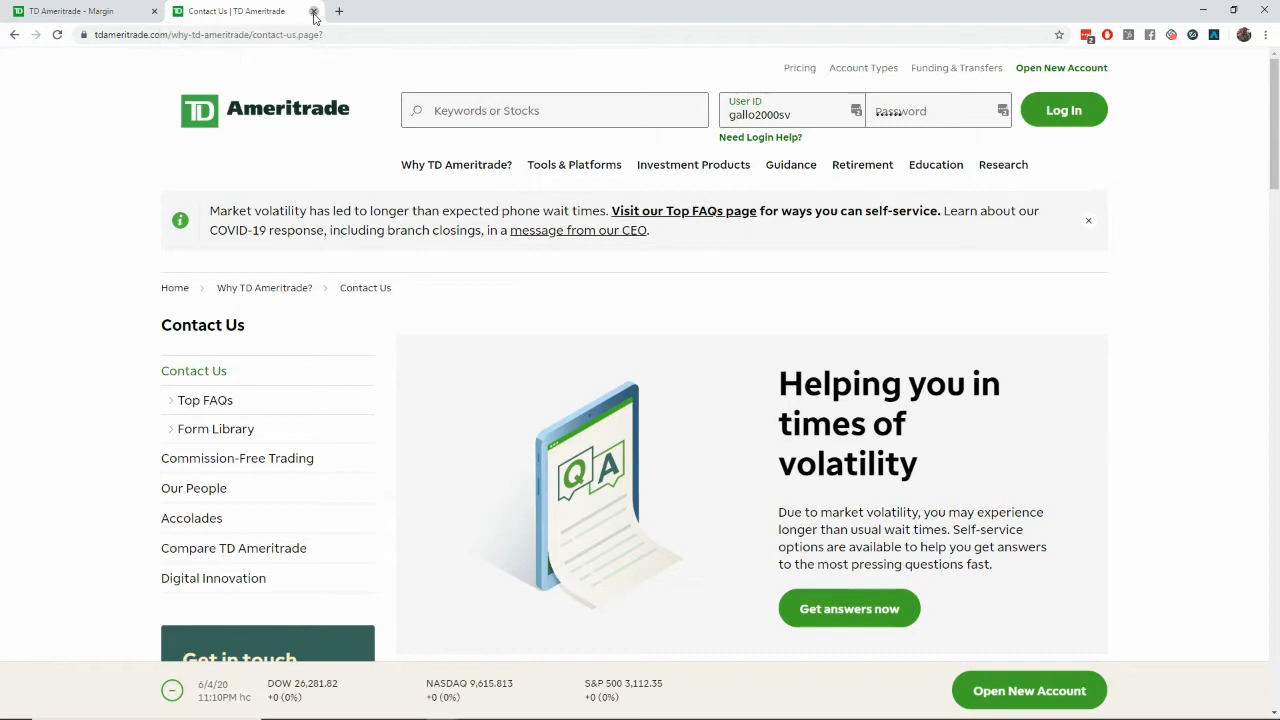 TD Ameritrade - Margin
Contact Us | TD Ameritrade
tdameritrade.com/why-td-ameritrade/contact-us.page?
2
Pricing Account Types Funding & Transfers Open New Account
TD Ameritrade
Keywords or Stocks
User ID
gallo2000sv
Password
Log In
Need Login Help?
Why TD Ameritrade? Tools & Platforms Investment Products Guidance Retirement Education Research
Market volatility has led to longer than expected phone wait times. Visit our Top FAQs page for ways you can self-service. Learn about our
COVID-19 response, including branch closings, in a message from our CEO.
Home Why TD Ameritrade? Contact Us
Contact Us
Contact Us
Top FAQs
Form Library
Commission-Free Trading
Our People
Accolades
Compare TD Ameritrade
Digital Innovation
Get in touch
Q A
Helping you in
times of
volatility
Due to market volatility, you may experience
longer than usual wait times. Self-service
options are available to help you get answers
to the most pressing questions fast.
Get answers now
6/4/20
11:10PM hc
DOW 26,281.82
+0 (0%)
NASDAQ 9,615.813
+0 (0%)
S&P 500 3,112.35
+0 (0%)
Open New Account